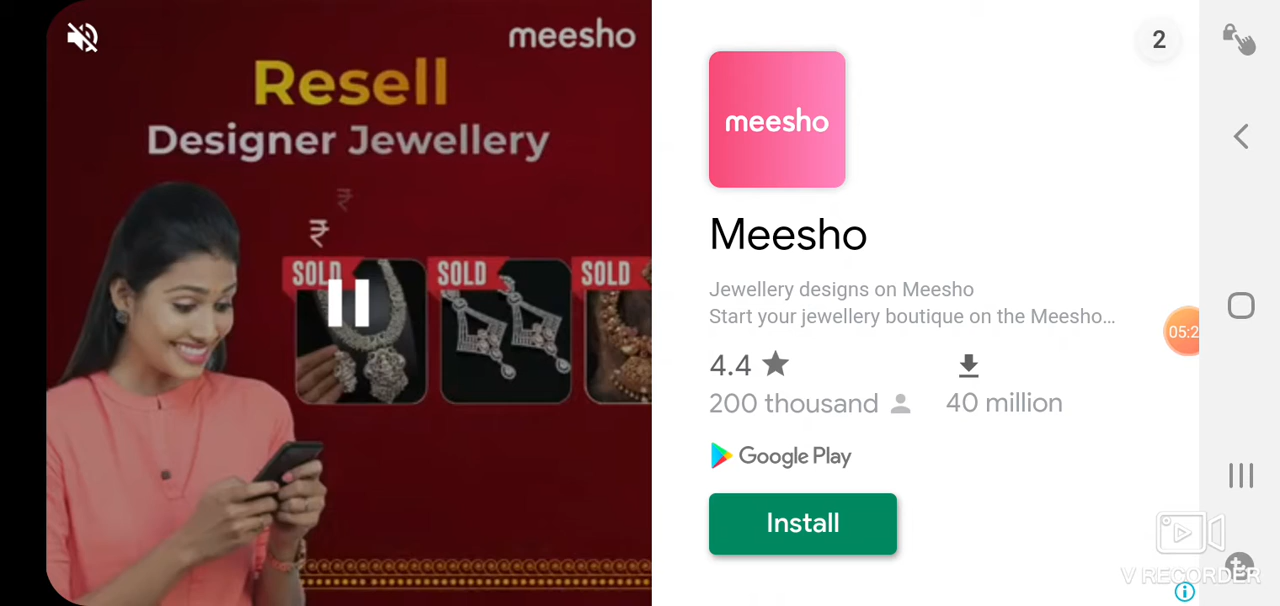 meesho
Resell
Designer Jewellery
₹
₹
SOLD
SOLD
SOLD
2
meesho
Meesho
Jewellery designs on Meesho
Start your jewellery boutique on the Meesho...
4.4
200 thousand
40 million
Google Play
Install
05:2
V RECORDER